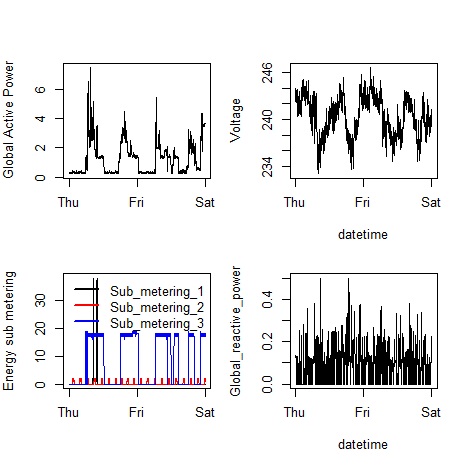 Global Active Power
0 2 4 6
Thu Fri Sat
Voltage
234 240 246
Thu Fri Sat
datetime
Energy sub metering
0 10 20 30
Sub_metering_1
Sub_metering_2
Sub_metering_3
Thu Fri Sat
Global_reactive_power
0.0 0.2 0.4
Thu Fri Sat
datetime